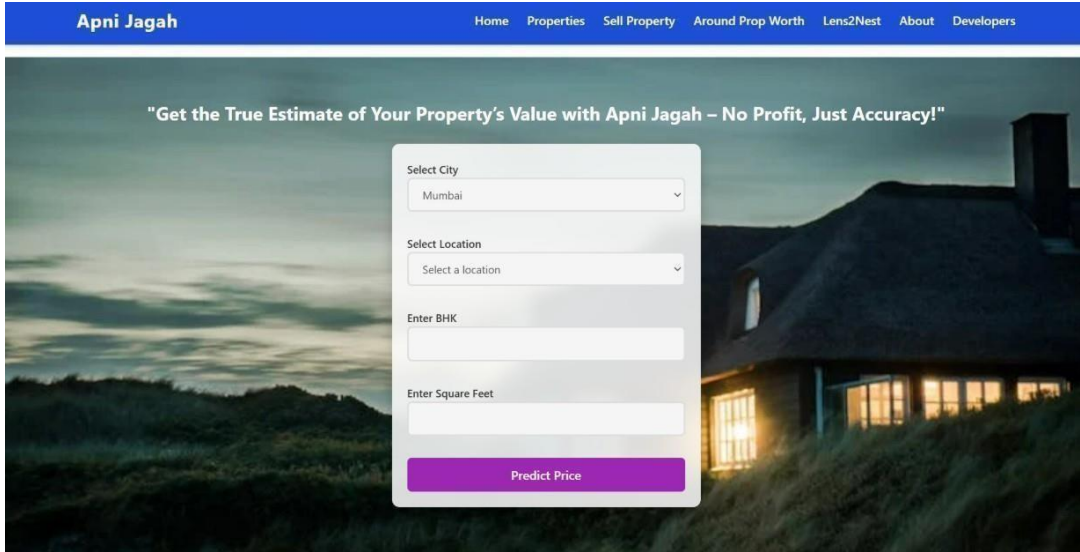 Apni Jagah
Home Properties Sell Property Around Prop Worth Lens2Nest About Developers
"Get the True Estimate of Your Property’s Value with Apni Jagah – No Profit, Just Accuracy!"
Select City
Mumbai
Select Location
Select a location
Enter BHK
Enter Square Feet
Predict Price